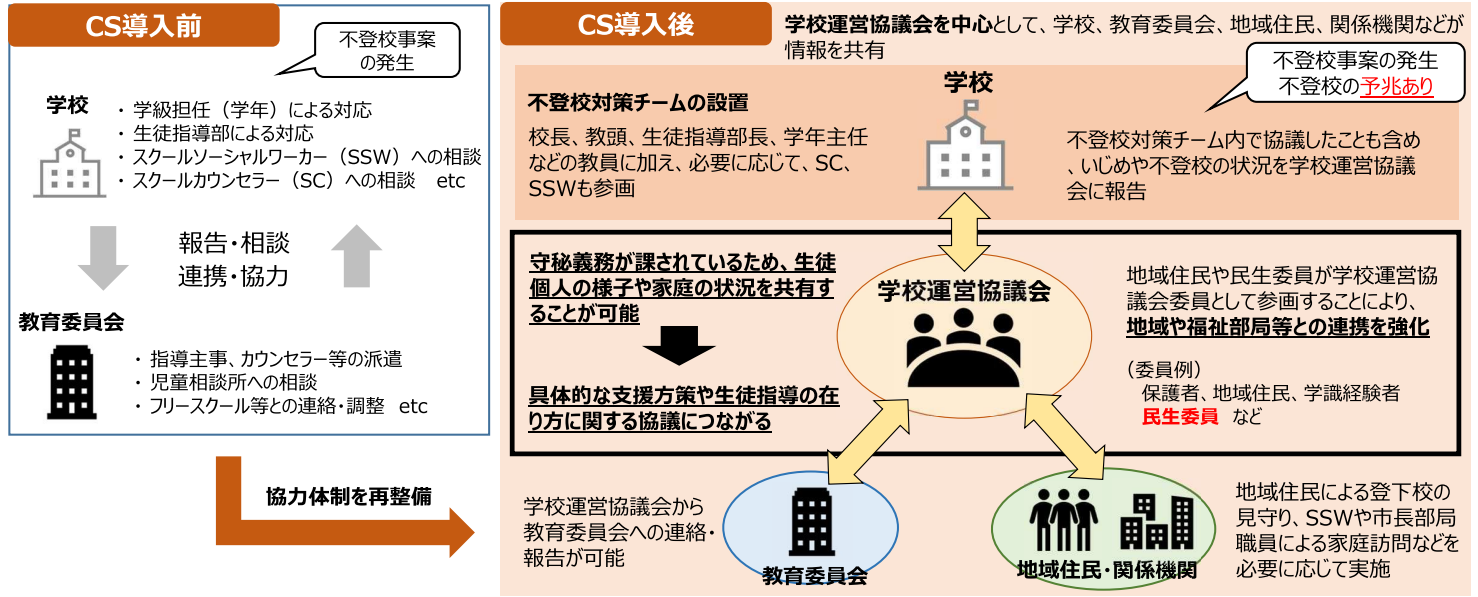 CS導入前
不登校事案
の発生
学校
・ 学級担任（学年）による対応
・ 生徒指導部による対応
・ スクールソーシャルワーカー（SSW）への相談
・ スクールカウンセラー（SC）への相談　etc
報告・相談
連携・協力
教育委員会
・ 指導主事、カウンセラー等の派遣
・ 児童相談所への相談
・ フリースクール等との連絡・調整　etc
協力体制を再整備
CS導入後
学校運営協議会を中心として、学校、教育委員会、地域住民、関係機関などが
情報を共有
不登校事案の発生
不登校の予兆あり
学校
不登校対策チームの設置
校長、教頭、生徒指導部長、学年主任
などの教員に加え、必要に応じて、SC、
SSWも参画
不登校対策チーム内で協議したことも含め
、いじめや不登校の状況を学校運営協議
会に報告
守秘義務が課されているため、生徒
個人の様子や家庭の状況を共有す
ることが可能
具体的な支援方策や生徒指導の在
り方に関する協議につながる
学校運営協議会
地域住民や民生委員が学校運営協
議会委員として参画することにより、
地域や福祉部局等との連携を強化
（委員例）
保護者、地域住民、学識経験者
民生委員　など
学校運営協議会から
教育委員会への連絡・
報告が可能
教育委員会
地域住民・関係機関
地域住民による登下校の
見守り、SSWや市長部局
職員による家庭訪問などを
必要に応じて実施